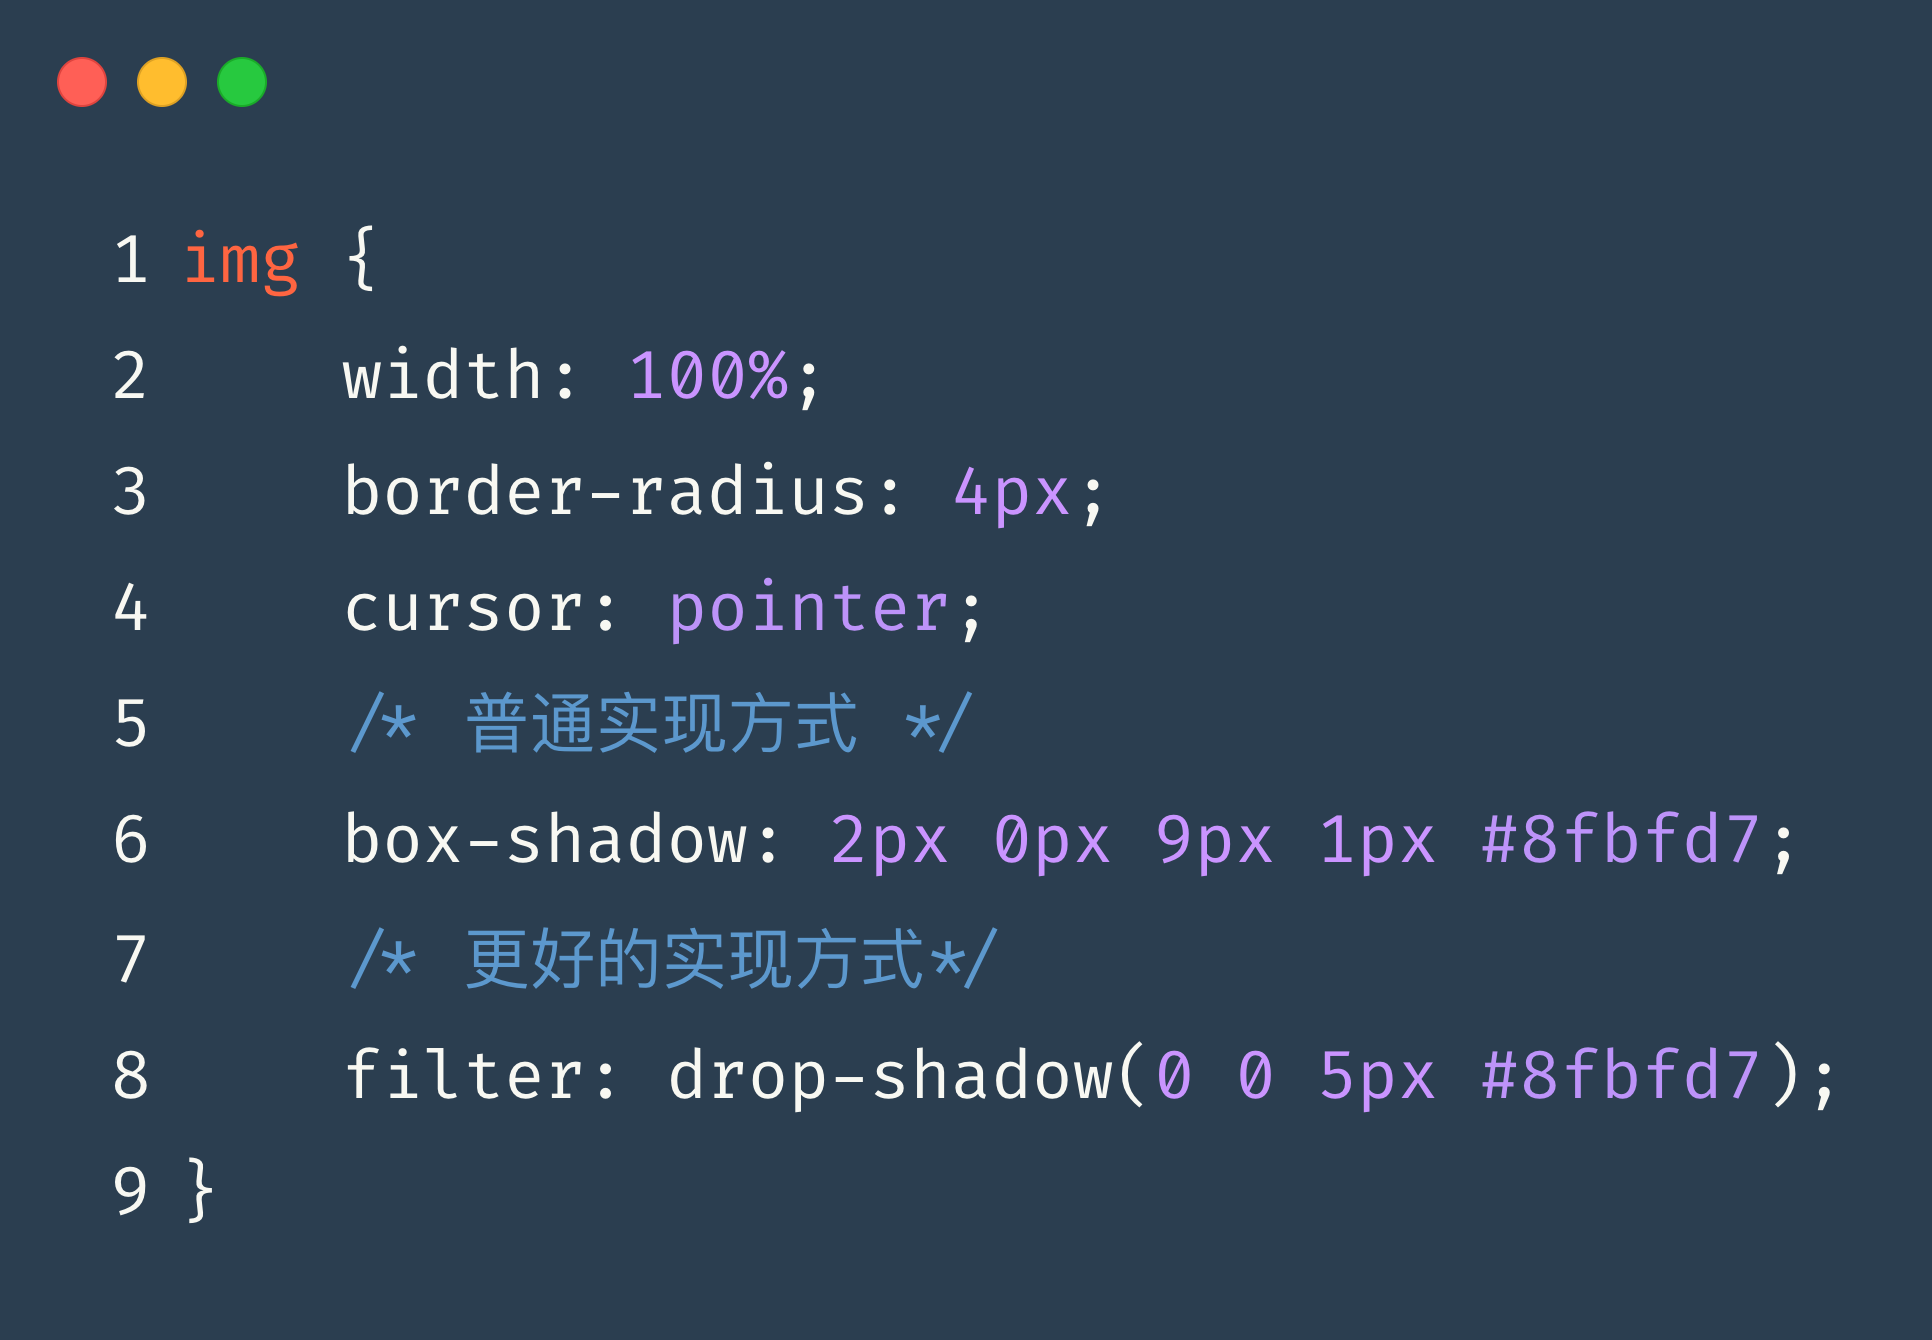 1 img {
2     width: 100%;
3     border-radius: 4px;
4     cursor: pointer;
5     /* 普通实现方式 */
6     box-shadow: 2px 0px 9px 1px #8fbfd7;
7     /* 更好的实现方式*/
8     filter: drop-shadow(0 0 5px #8fbfd7);
9 }